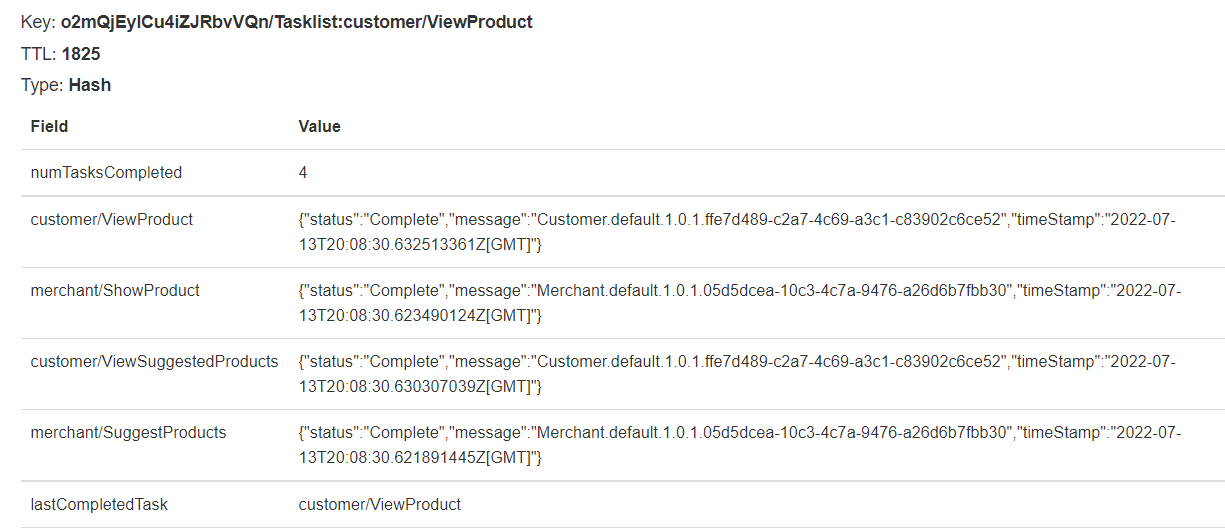 Key: o2mQjEylCu4iZJRbvVQn/Tasklist:customer/ViewProduct
TTL: 1825
Type: Hash
Field Value
numTasksCompleted 4
customer/ViewProduct {"status":"Complete","message":"Customer.default.1.0.1.ffe7d489-c2a7-4c69-a3c1-c83902c6ce52","timeStamp":"2022-07-
13T20:08:30.632513361Z[GMT]"}
merchant/ShowProduct {"status":"Complete","message":"Merchant.default.1.0.1.05d5dcea-10c3-4c7a-9476-a26d6b7fbb30","timeStamp":"2022-07-
13T20:08:30.623490124Z[GMT]"}
customer/ViewSuggestedProducts {"status":"Complete","message":"Customer.default.1.0.1.ffe7d489-c2a7-4c69-a3c1-c83902c6ce52","timeStamp":"2022-07-
13T20:08:30.630307039Z[GMT]"}
merchant/SuggestProducts {"status":"Complete","message":"Merchant.default.1.0.1.05d5dcea-10c3-4c7a-9476-a26d6b7fbb30","timeStamp":"2022-07-
13T20:08:30.621891445Z[GMT]"}
lastCompletedTask customer/ViewProduct